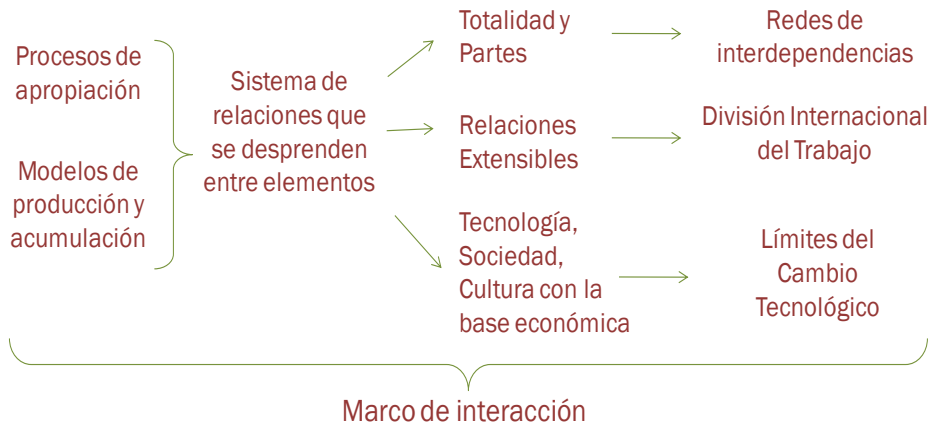 Procesos de
apropiación
Modelos de
producción y
acumulación
Sistema de
relaciones que
se desprenden
entre elementos
Totalidad y
Partes
Redes de
interdependencias
Relaciones
Extensibles
División Internacional
del Trabajo
Tecnología,
Sociedad,
Cultura con la
base económica
Límites del
Cambio
Tecnológico
Marco de interacción